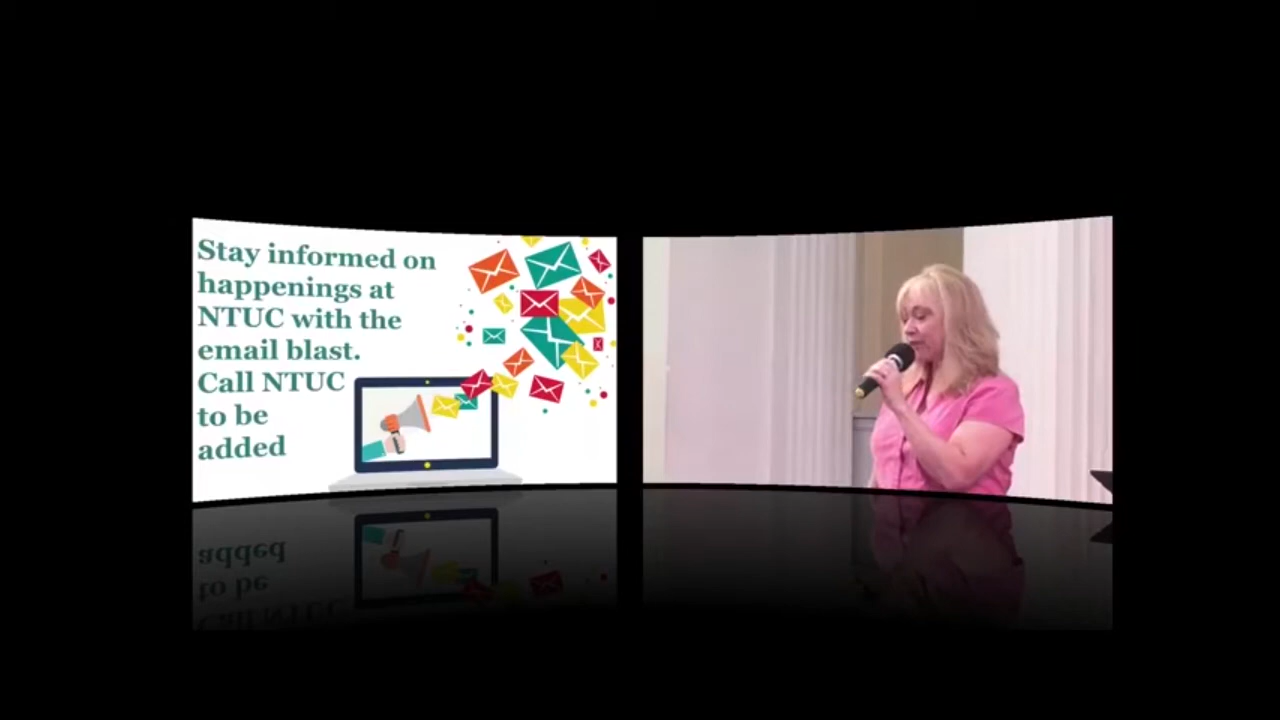 Stay informed on
happenings at
NTUC with the
email blast.
Call NTUC
to be
added